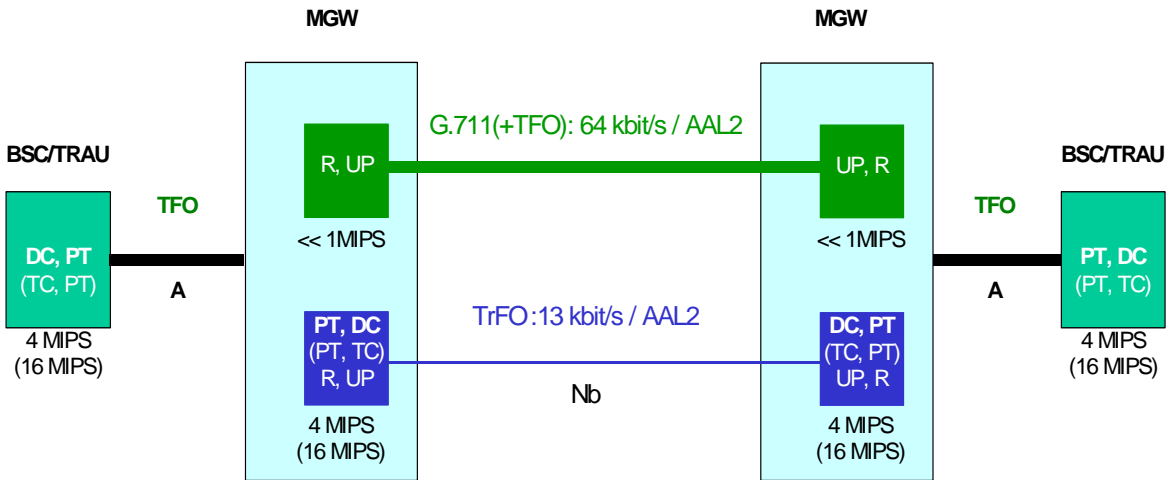 MGW
MGW
G.711(+TFO): 64 kbit/s / AAL2
BSC/TRAU
R, UP
UP, R
BSC/TRAU
TFO
TFO
<< 1MIPS
<< 1MIPS
DC, PT
(TC, PT)
PT, DC
(PT, TC)
A
A
TrFO :13 kbit/s / AAL2
PT, DC
(PT, TC)
R, UP
DC, PT
(TC, PT)
UP, R
4 MIPS
(16 MIPS)
4 MIPS
(16 MIPS)
Nb
4 MIPS
(16 MIPS)
4 MIPS
(16 MIPS)